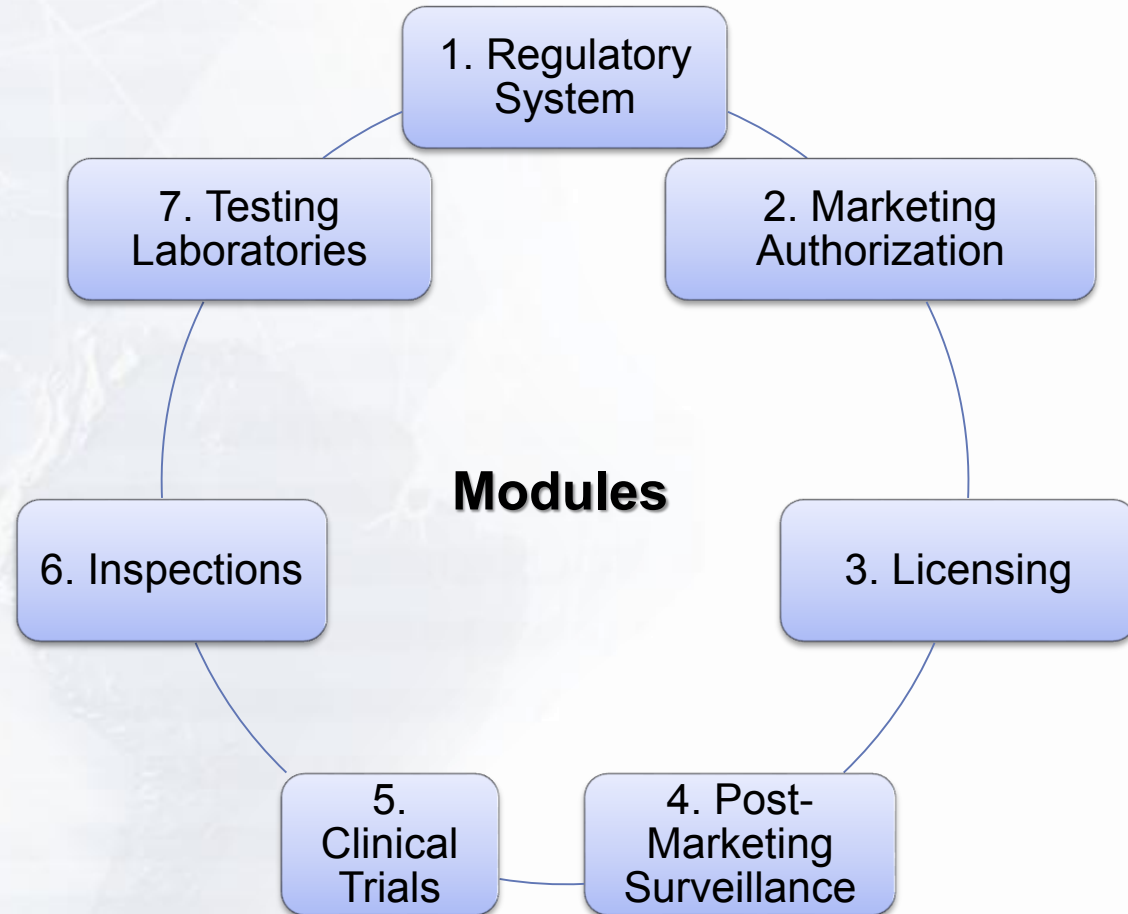 1. Regulatory
System
2. Marketing
Authorization
3. Licensing
4. Post-
Marketing
Surveillance
5.
Clinical
Trials
6. Inspections
7. Testing
Laboratories
Modules